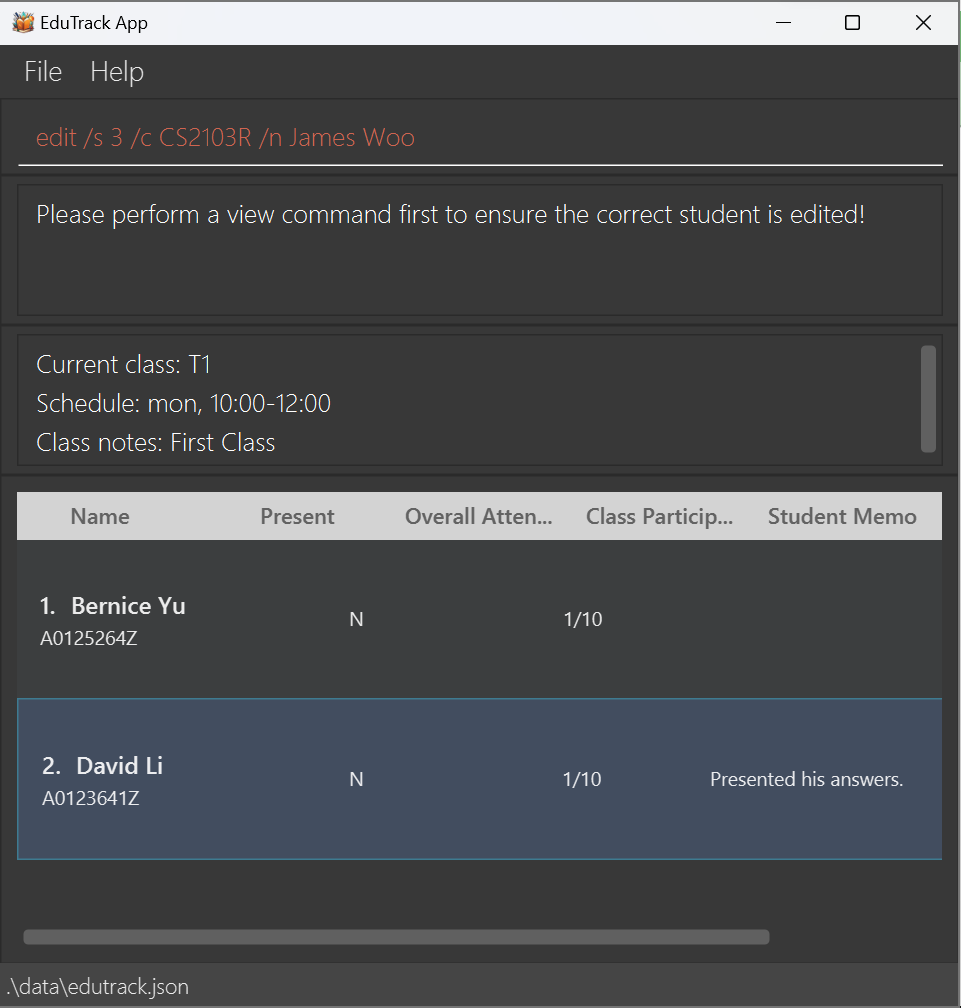 EduTrack App
File Help
edit /s 3 /c CS2103R /n James Woo
Please perform a view command first to ensure the correct student is edited!
Current class: T1
Schedule: mon, 10:00-12:00
Class notes: First Class
Name Present Overall Atten... Class Particip... Student Memo
1. Bernice Yu
A0125264Z
N 1/10
2. David Li
A0123641Z
N 1/10 Presented his answers.
.\data\edutrack.json